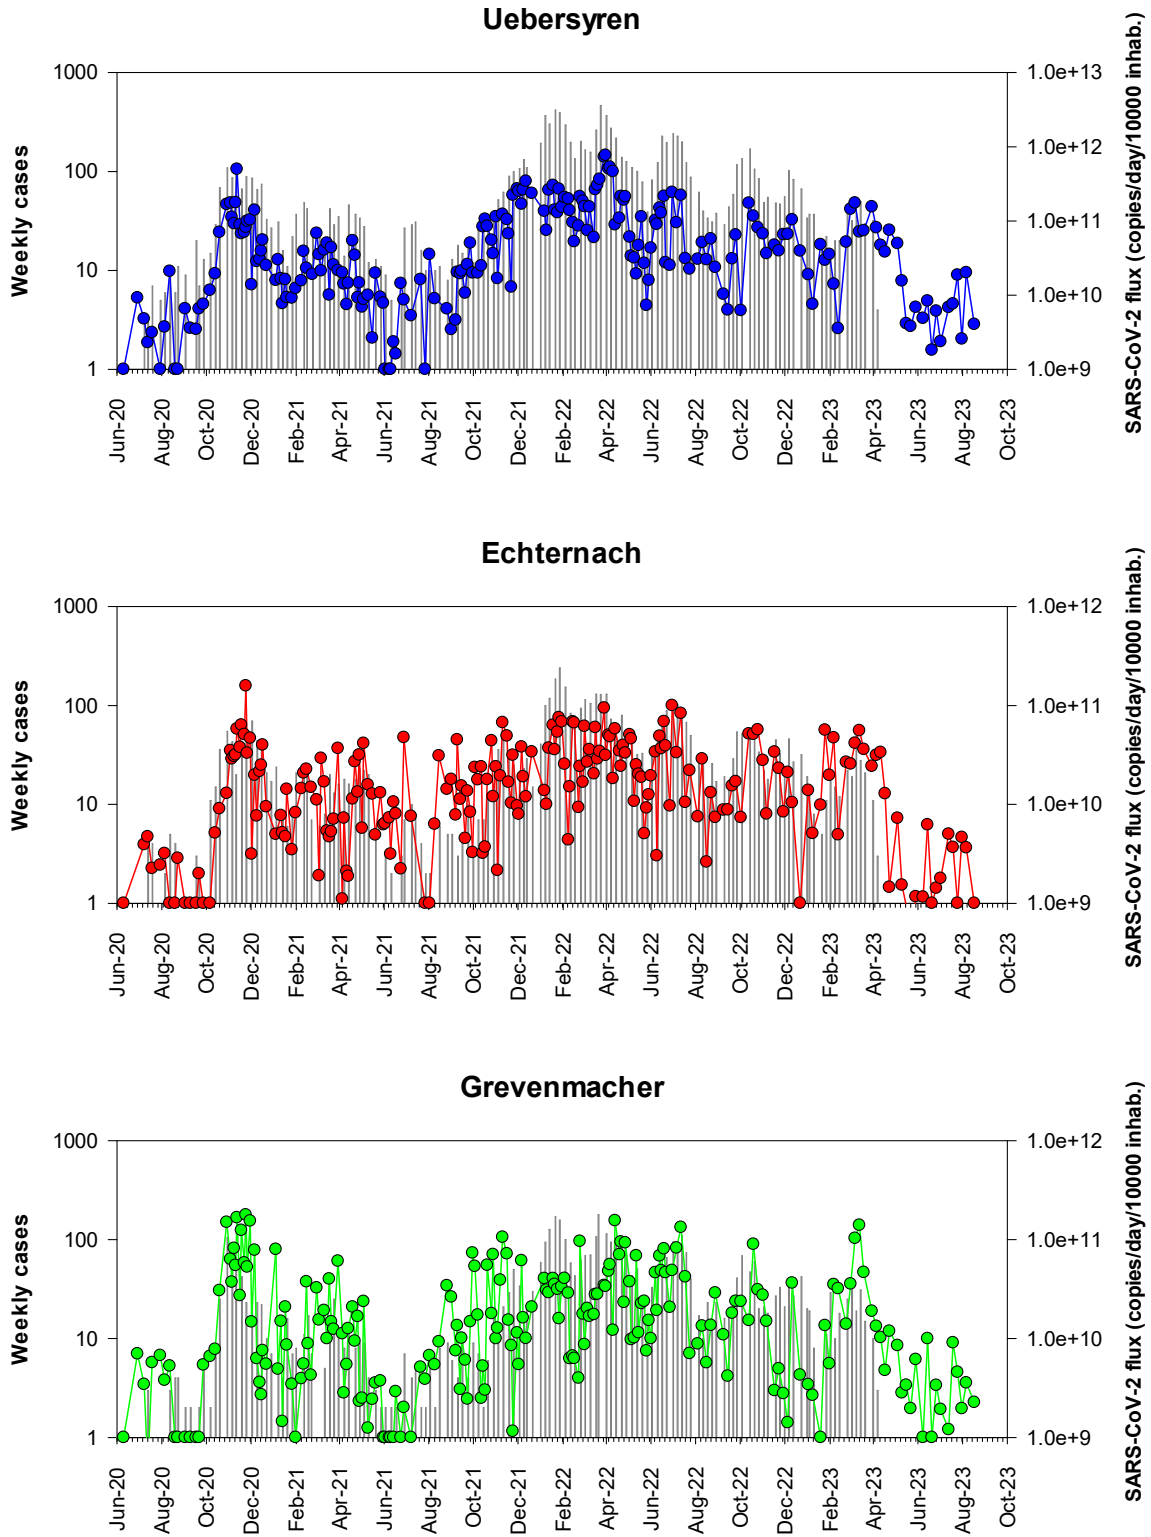 Uebersyren
Weekly cases
1000
100
10
1
1.0e+13
1.0e+12
1.0e+11
1.0e+10
1.0e+9
SARS-CoV-2 flux (copies/day/10000 inhab.)
Jun-20 Aug-20 Oct-20 Dec-20 Feb-21 Apr-21 Jun-21 Aug-21 Oct-21 Dec-21 Feb-22 Apr-22 Jun-22 Aug-22 Oct-22 Dec-22 Feb-23 Apr-23 Jun-23 Aug-23 Oct-23
Echternach
Weekly cases
1000
100
10
1
1.0e+12
1.0e+11
1.0e+10
1.0e+9
SARS-CoV-2 flux (copies/day/10000 inhab.)
Jun-20 Aug-20 Oct-20 Dec-20 Feb-21 Apr-21 Jun-21 Aug-21 Oct-21 Dec-21 Feb-22 Apr-22 Jun-22 Aug-22 Oct-22 Dec-22 Feb-23 Apr-23 Jun-23 Aug-23 Oct-23
Grevenmacher
Weekly cases
1000
100
10
1
1.0e+12
1.0e+11
1.0e+10
1.0e+9
SARS-CoV-2 flux (copies/day/10000 inhab.)
Jun-20 Aug-20 Oct-20 Dec-20 Feb-21 Apr-21 Jun-21 Aug-21 Oct-21 Dec-21 Feb-22 Apr-22 Jun-22 Aug-22 Oct-22 Dec-22 Feb-23 Apr-23 Jun-23 Aug-23 Oct-23